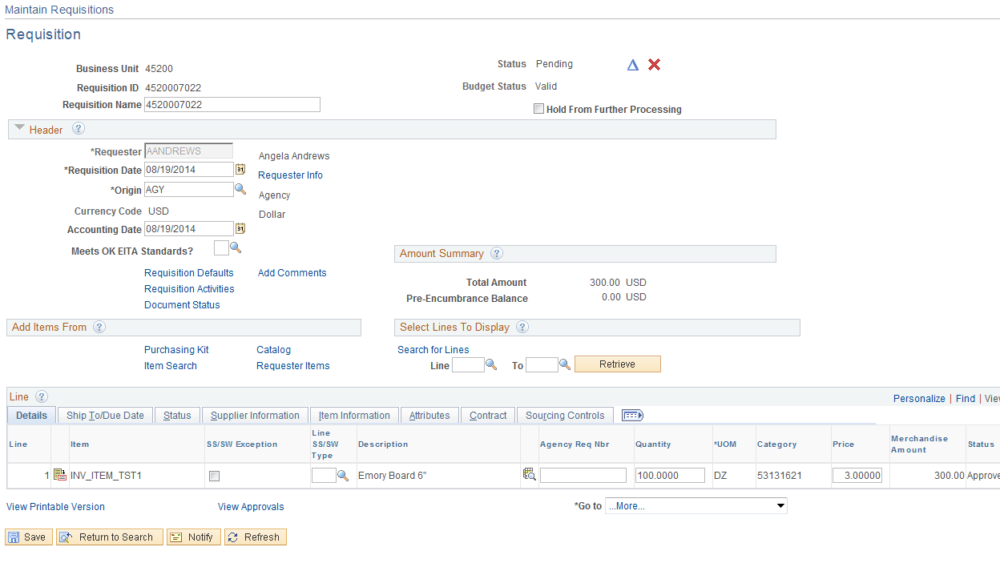 Maintain Requisitions
Requisition
Business Unit 45200
Status Pending
Requisition ID 4520007022
Budget Status Valid
Requisition Name 4520007022
Hold From Further Processing
Header ?
*Requester AANDREWS Angela Andrews
*Requisition Date 08/19/2014 31 Requester Info
*Origin AGY Agency
Currency Code USD Dollar
Accounting Date 08/19/2014 31
Meets OK EITA Standards?
Amount Summary ?
Requisition Defaults Add Comments
Total Amount 300.00 USD
Requisition Activities
Pre-Encumbrance Balance 0.00 USD
Document Status
Add Items From ?
Select Lines To Display ?
Purchasing Kit Catalog
Search for Lines
Item Search Requester Items
Line To Retrieve
Line ?
Personalize | Find | View
Details Ship To/Due Date Status Supplier Information Item Information Attributes Contract Sourcing Controls
Line Item SS/SW Exception Line SS/SW Type Description Agency Req Nbr Quantity *UOM Category Price Merchandise Amount Status
1 INV_ITEM_TST1 Emory Board 6" 100.0000 DZ 53131621 3.00000 300.00 Approve
View Printable Version View Approvals *Go to ...More...
Save Return to Search Notify Refresh